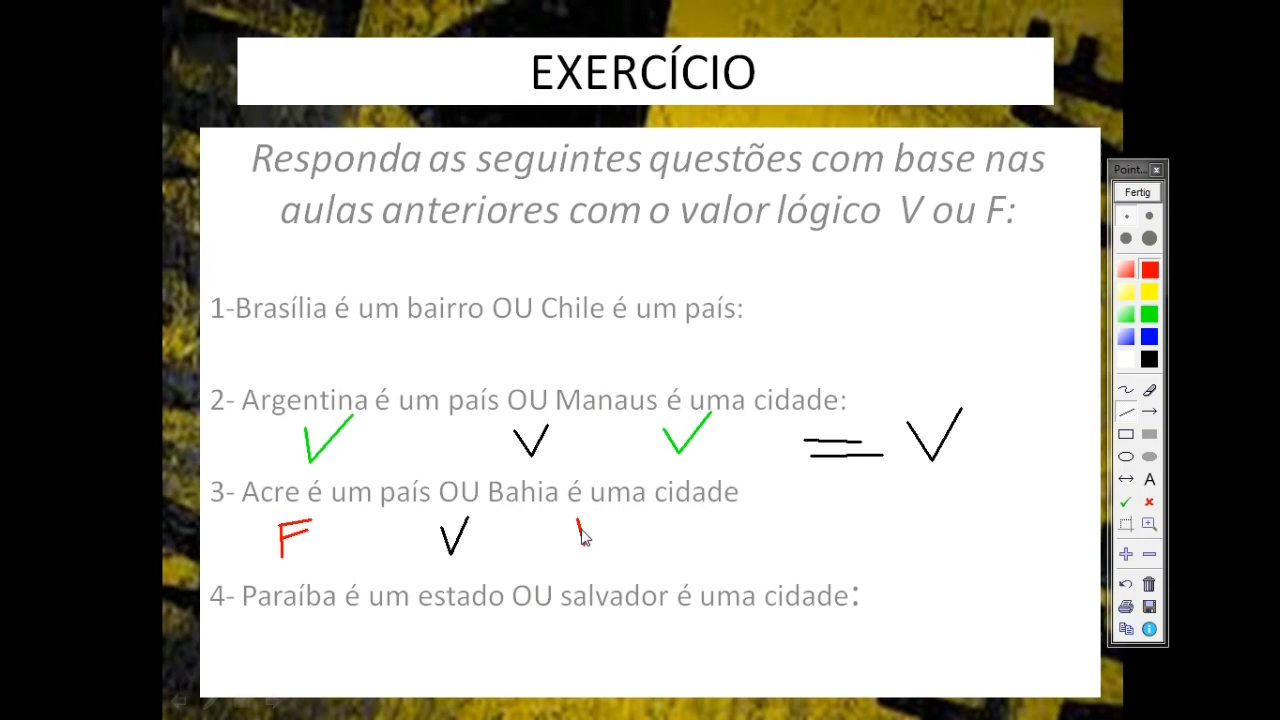 EXERCÍCIO
Responda as seguintes questões com base nas
aulas anteriores com o valor lógico V ou F:
Point...
Fertig
1-Brasília é um bairro OU Chile é um país:
2- Argentina é um país OU Manaus é uma cidade:
V V V = V
3- Acre é um país OU Bahia é uma cidade
F V
4- Paraíba é um estado OU salvador é uma cidade:
A